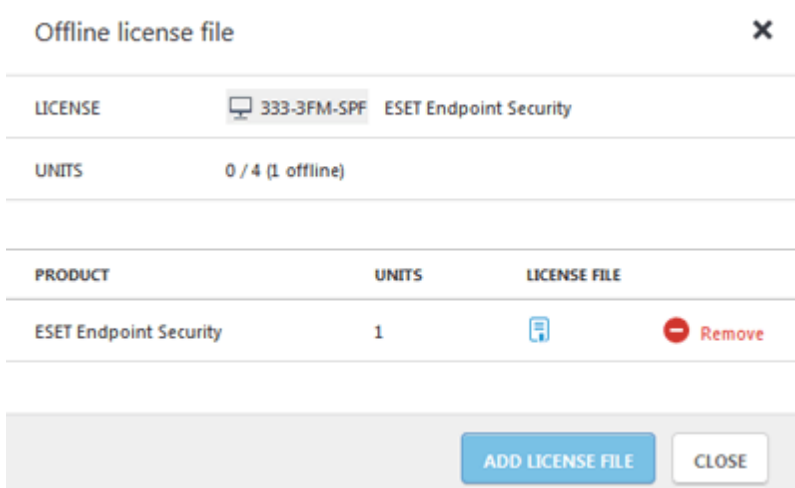 Offline license file
LICENSE 333-3FM-SPF ESET Endpoint Security
UNITS 0 / 4 (1 offline)
PRODUCT UNITS LICENSE FILE
ESET Endpoint Security 1 Remove
ADD LICENSE FILE CLOSE